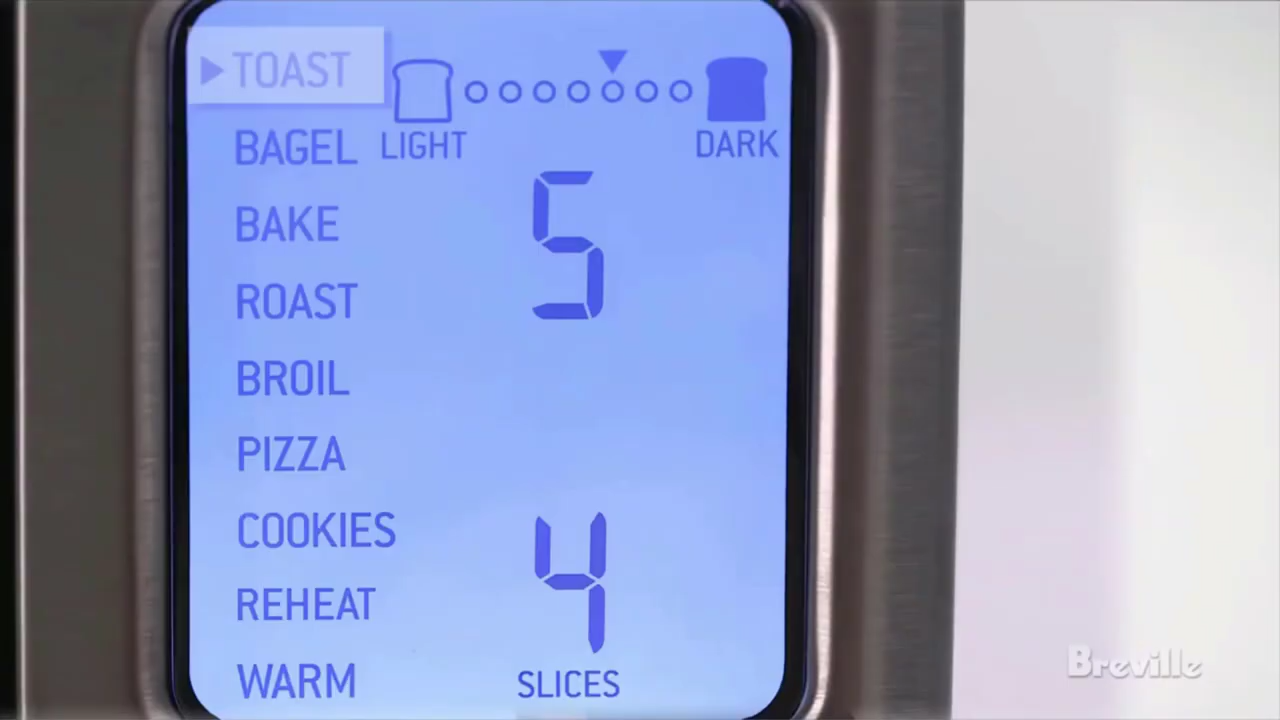 TOAST
LIGHT
DARK
BAGEL
5
BAKE
ROAST
BROIL
PIZZA
COOKIES
4
REHEAT
WARM
SLICES
Breville